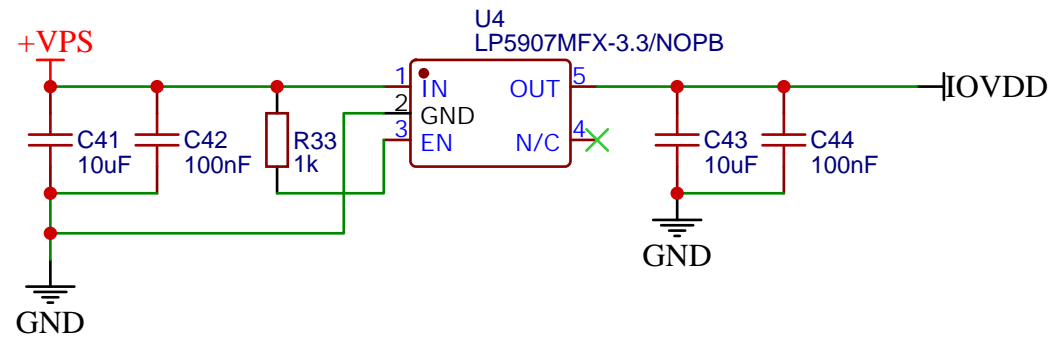 U4
LP5907MFX-3.3/NOPB
+VPS
1
IN
OUT
5
IOVDD
2
GND
3
EN
N/C
4
C41
10uF
C42
100nF
R33
1k
C43
10uF
C44
100nF
GND
GND